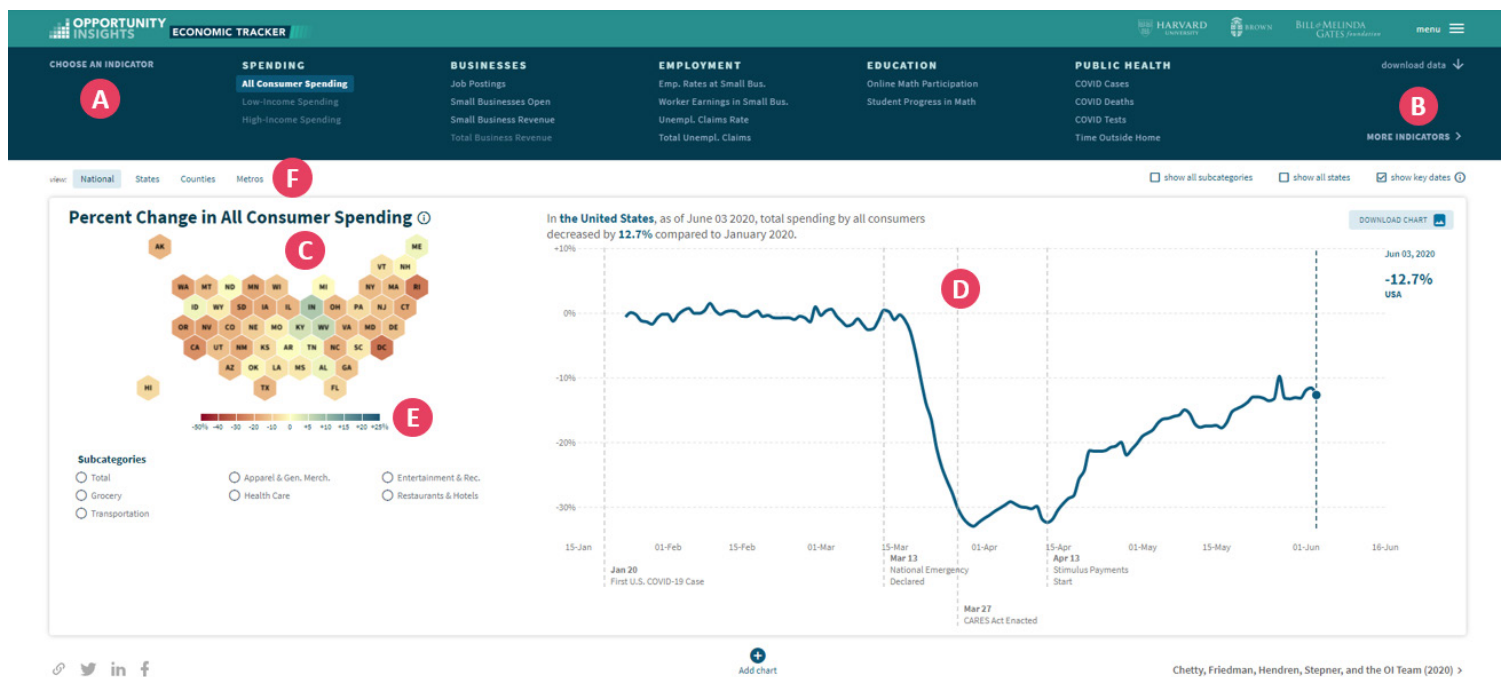 OPPORTUNITY
INSIGHTS
ECONOMIC TRACKER
HARVARD
UNIVERSITY
BROWN
BILL & MELINDA
GATES foundation
menu
CHOOSE AN INDICATOR
A
SPENDING
All Consumer Spending
Low-Income Spending
High-Income Spending
BUSINESSES
Job Postings
Small Businesses Open
Small Business Revenue
Total Business Revenue
EMPLOYMENT
Emp. Rates at Small Bus.
Worker Earnings in Small Bus.
Unempl. Claims Rate
Total Unempl. Claims
EDUCATION
Online Math Participation
Student Progress in Math
PUBLIC HEALTH
COVID Cases
COVID Deaths
COVID Tests
Time Outside Home
download data
B
MORE INDICATORS >
view: National States Counties Metros F
show all subcategories show all states show key dates
Percent Change in All Consumer Spending
C
AK ME
VT NH
WA MT ND MN WI MI NY MA RI
ID WY SD IA IL IN OH PA NJ CT
OR NV CO NE MO KY WV VA MD DE
CA UT NM KS AR TN NC SC DC
AZ OK LA MS AL GA
HI TX FL
-50% -40 -30 -20 -10 0 +5 +10 +15 +20 +25%
E
Subcategories
Total Apparel & Gen. Merch. Entertainment & Rec.
Grocery Health Care Restaurants & Hotels
Transportation
In the United States, as of June 03 2020, total spending by all consumers
decreased by 12.7% compared to January 2020.
DOWNLOAD CHART
+10%
0%
-10%
-20%
-30%
D
Jun 03, 2020
-12.7%
USA
15-Jan 01-Feb 15-Feb 01-Mar 15-Mar 01-Apr 15-Apr 01-May 15-May 01-Jun 16-Jun
Jan 20
First U.S. COVID-19 Case
Mar 13
National Emergency
Declared
Apr 13
Stimulus Payments
Start
Mar 27
CARES Act Enacted
Add chart
Chetty, Friedman, Hendren, Stepner, and the OI Team (2020) >